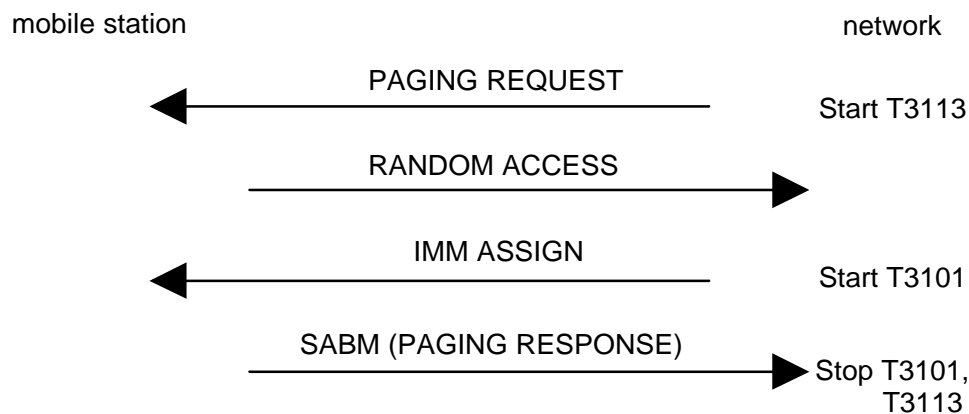 mobile station
network
PAGING REQUEST
Start T3113
RANDOM ACCESS
IMM ASSIGN
Start T3101
SABM (PAGING RESPONSE)
Stop T3101,
T3113